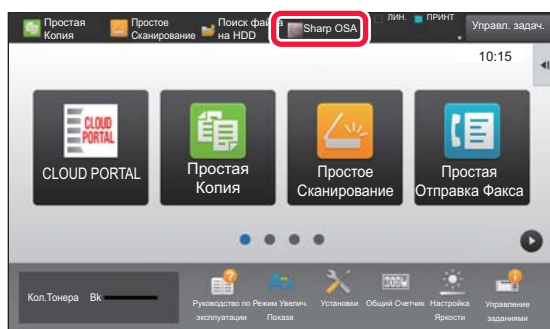 Простая
Копия
Простое
Сканирование
Поиск файла
на HDD
Sharp OSA
ЛИН.
ПРИНТ
Управл. задач.
10:15
CLOUD
PORTAL
CLOUD PORTAL
Простая
Копия
Простое
Сканирование
Простая
Отправка Факса
Кол.Тонера Bk
Руководство по
эксплуатации
Режим Увелич.
Показа
Установки
Общий Счетчик
Настройка
Яркости
Управление
заданиями